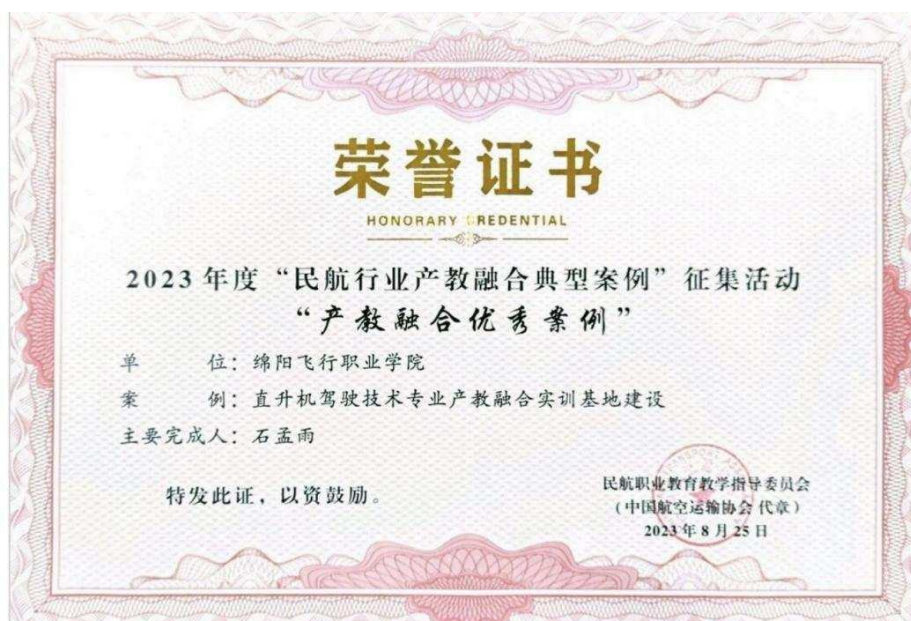 荣誉证书
HONORARY CREDENTIAL
2023年度“民航行业产教融合典型案例”征集活动
“产教融合优秀案例”
单位：绵阳飞行职业学院
案例：直升机驾驶技术专业产教融合实训基地建设
主要完成人：石孟雨
特发此证，以资鼓励。
民航职业教育教学指导委员会
（中国航空运输协会 代章）
2023年8月25日